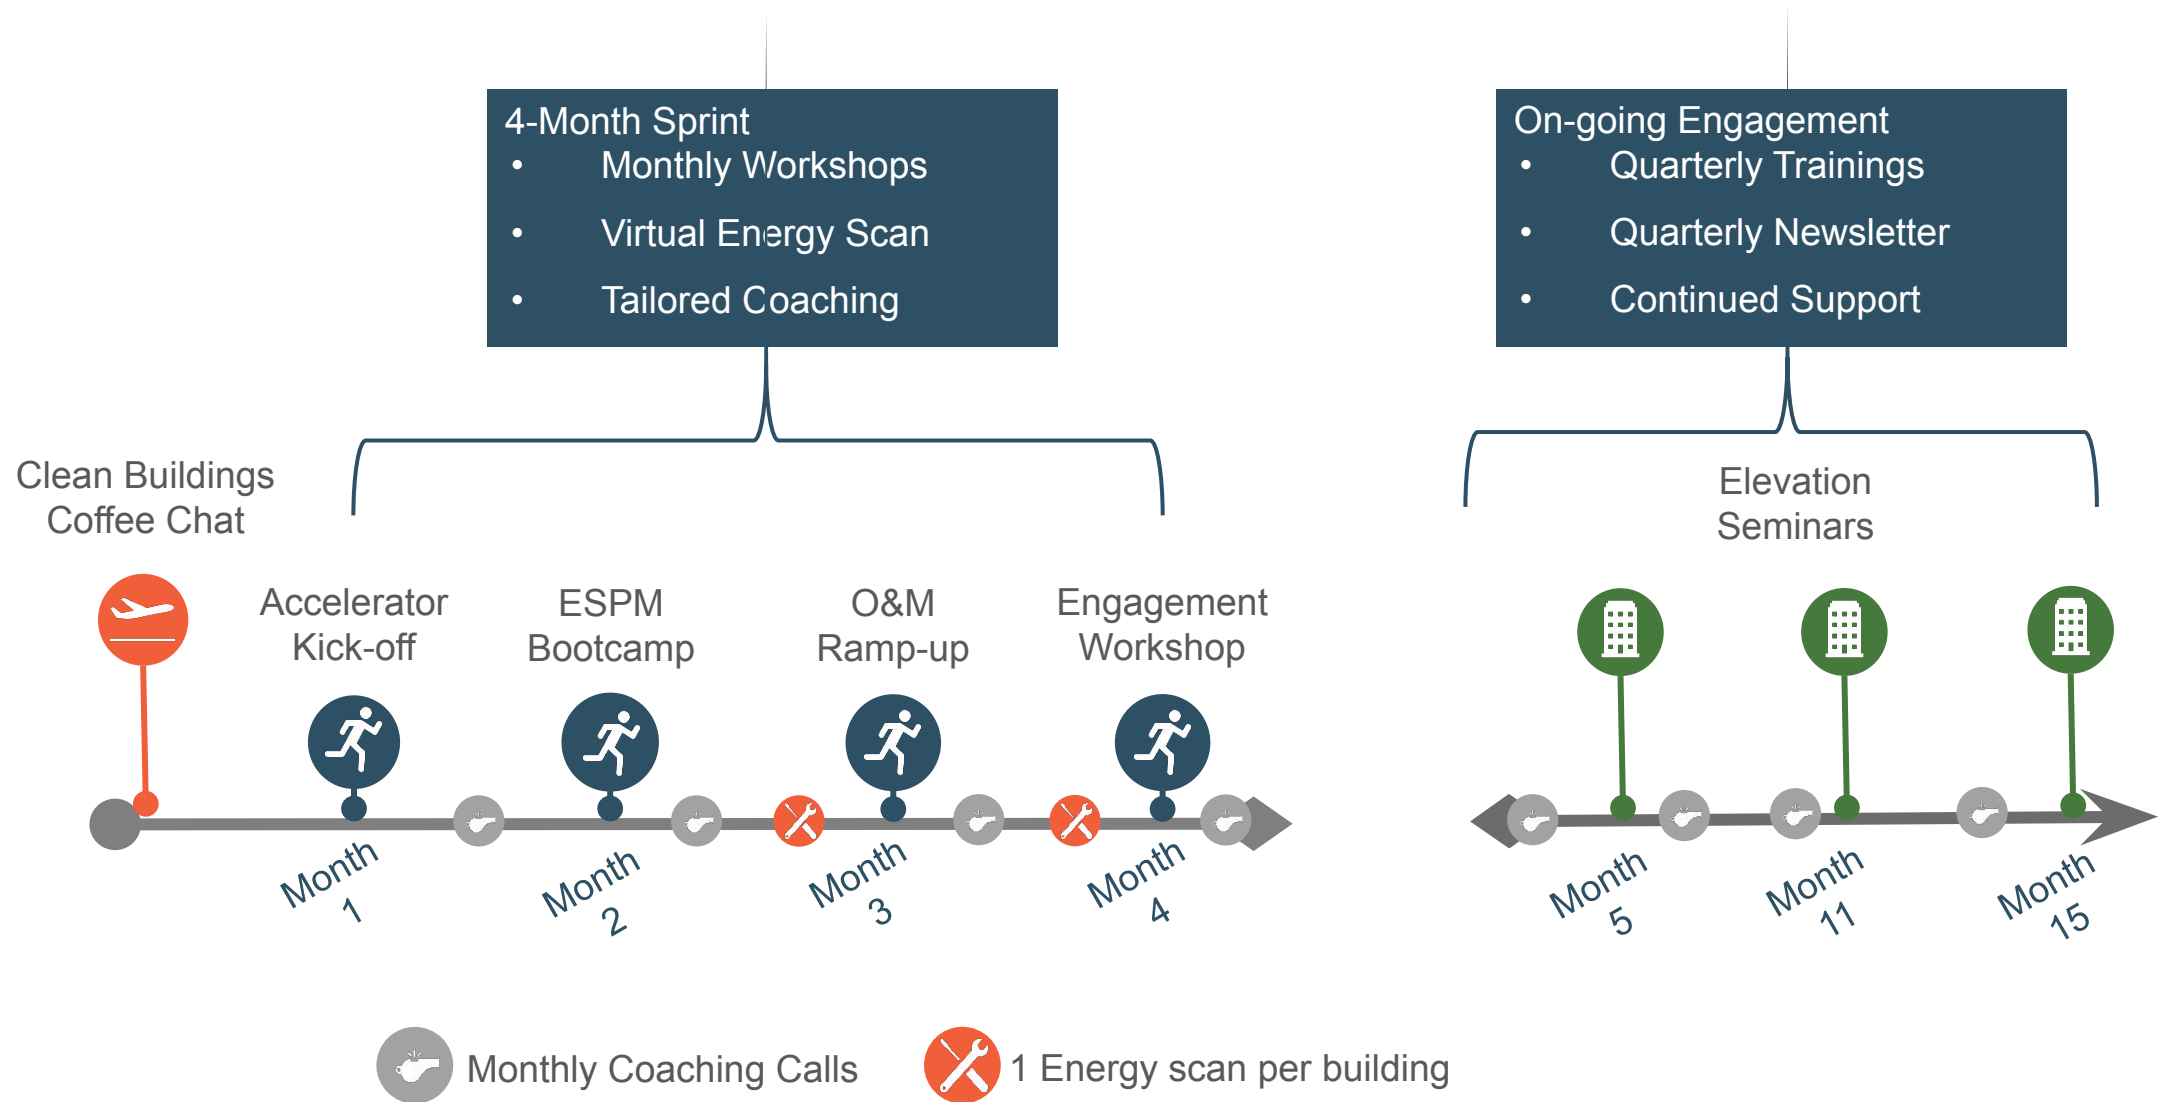 4-Month Sprint
• Monthly Workshops
• Virtual Energy Scan
• Tailored Coaching
On-going Engagement
• Quarterly Trainings
• Quarterly Newsletter
• Continued Support
Clean Buildings
Coffee Chat
Accelerator
Kick-off
ESPM
Bootcamp
O&M
Ramp-up
Engagement
Workshop
Elevation
Seminars
Month
1
Month
2
Month
3
Month
4
Month
5
Month
11
Month
15
Monthly Coaching Calls
1 Energy scan per building